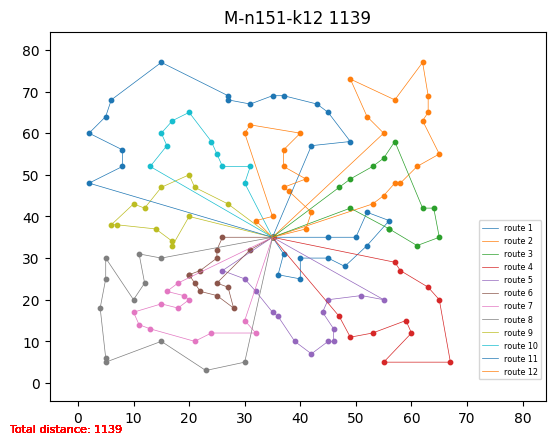 M-n151-k12 1139
80
70
60
50
40
30
20
10
0
0 10 20 30 40 50 60 70 80
route 1
route 2
route 3
route 4
route 5
route 6
route 7
route 8
route 9
route 10
route 11
route 12
Total distance: 1139